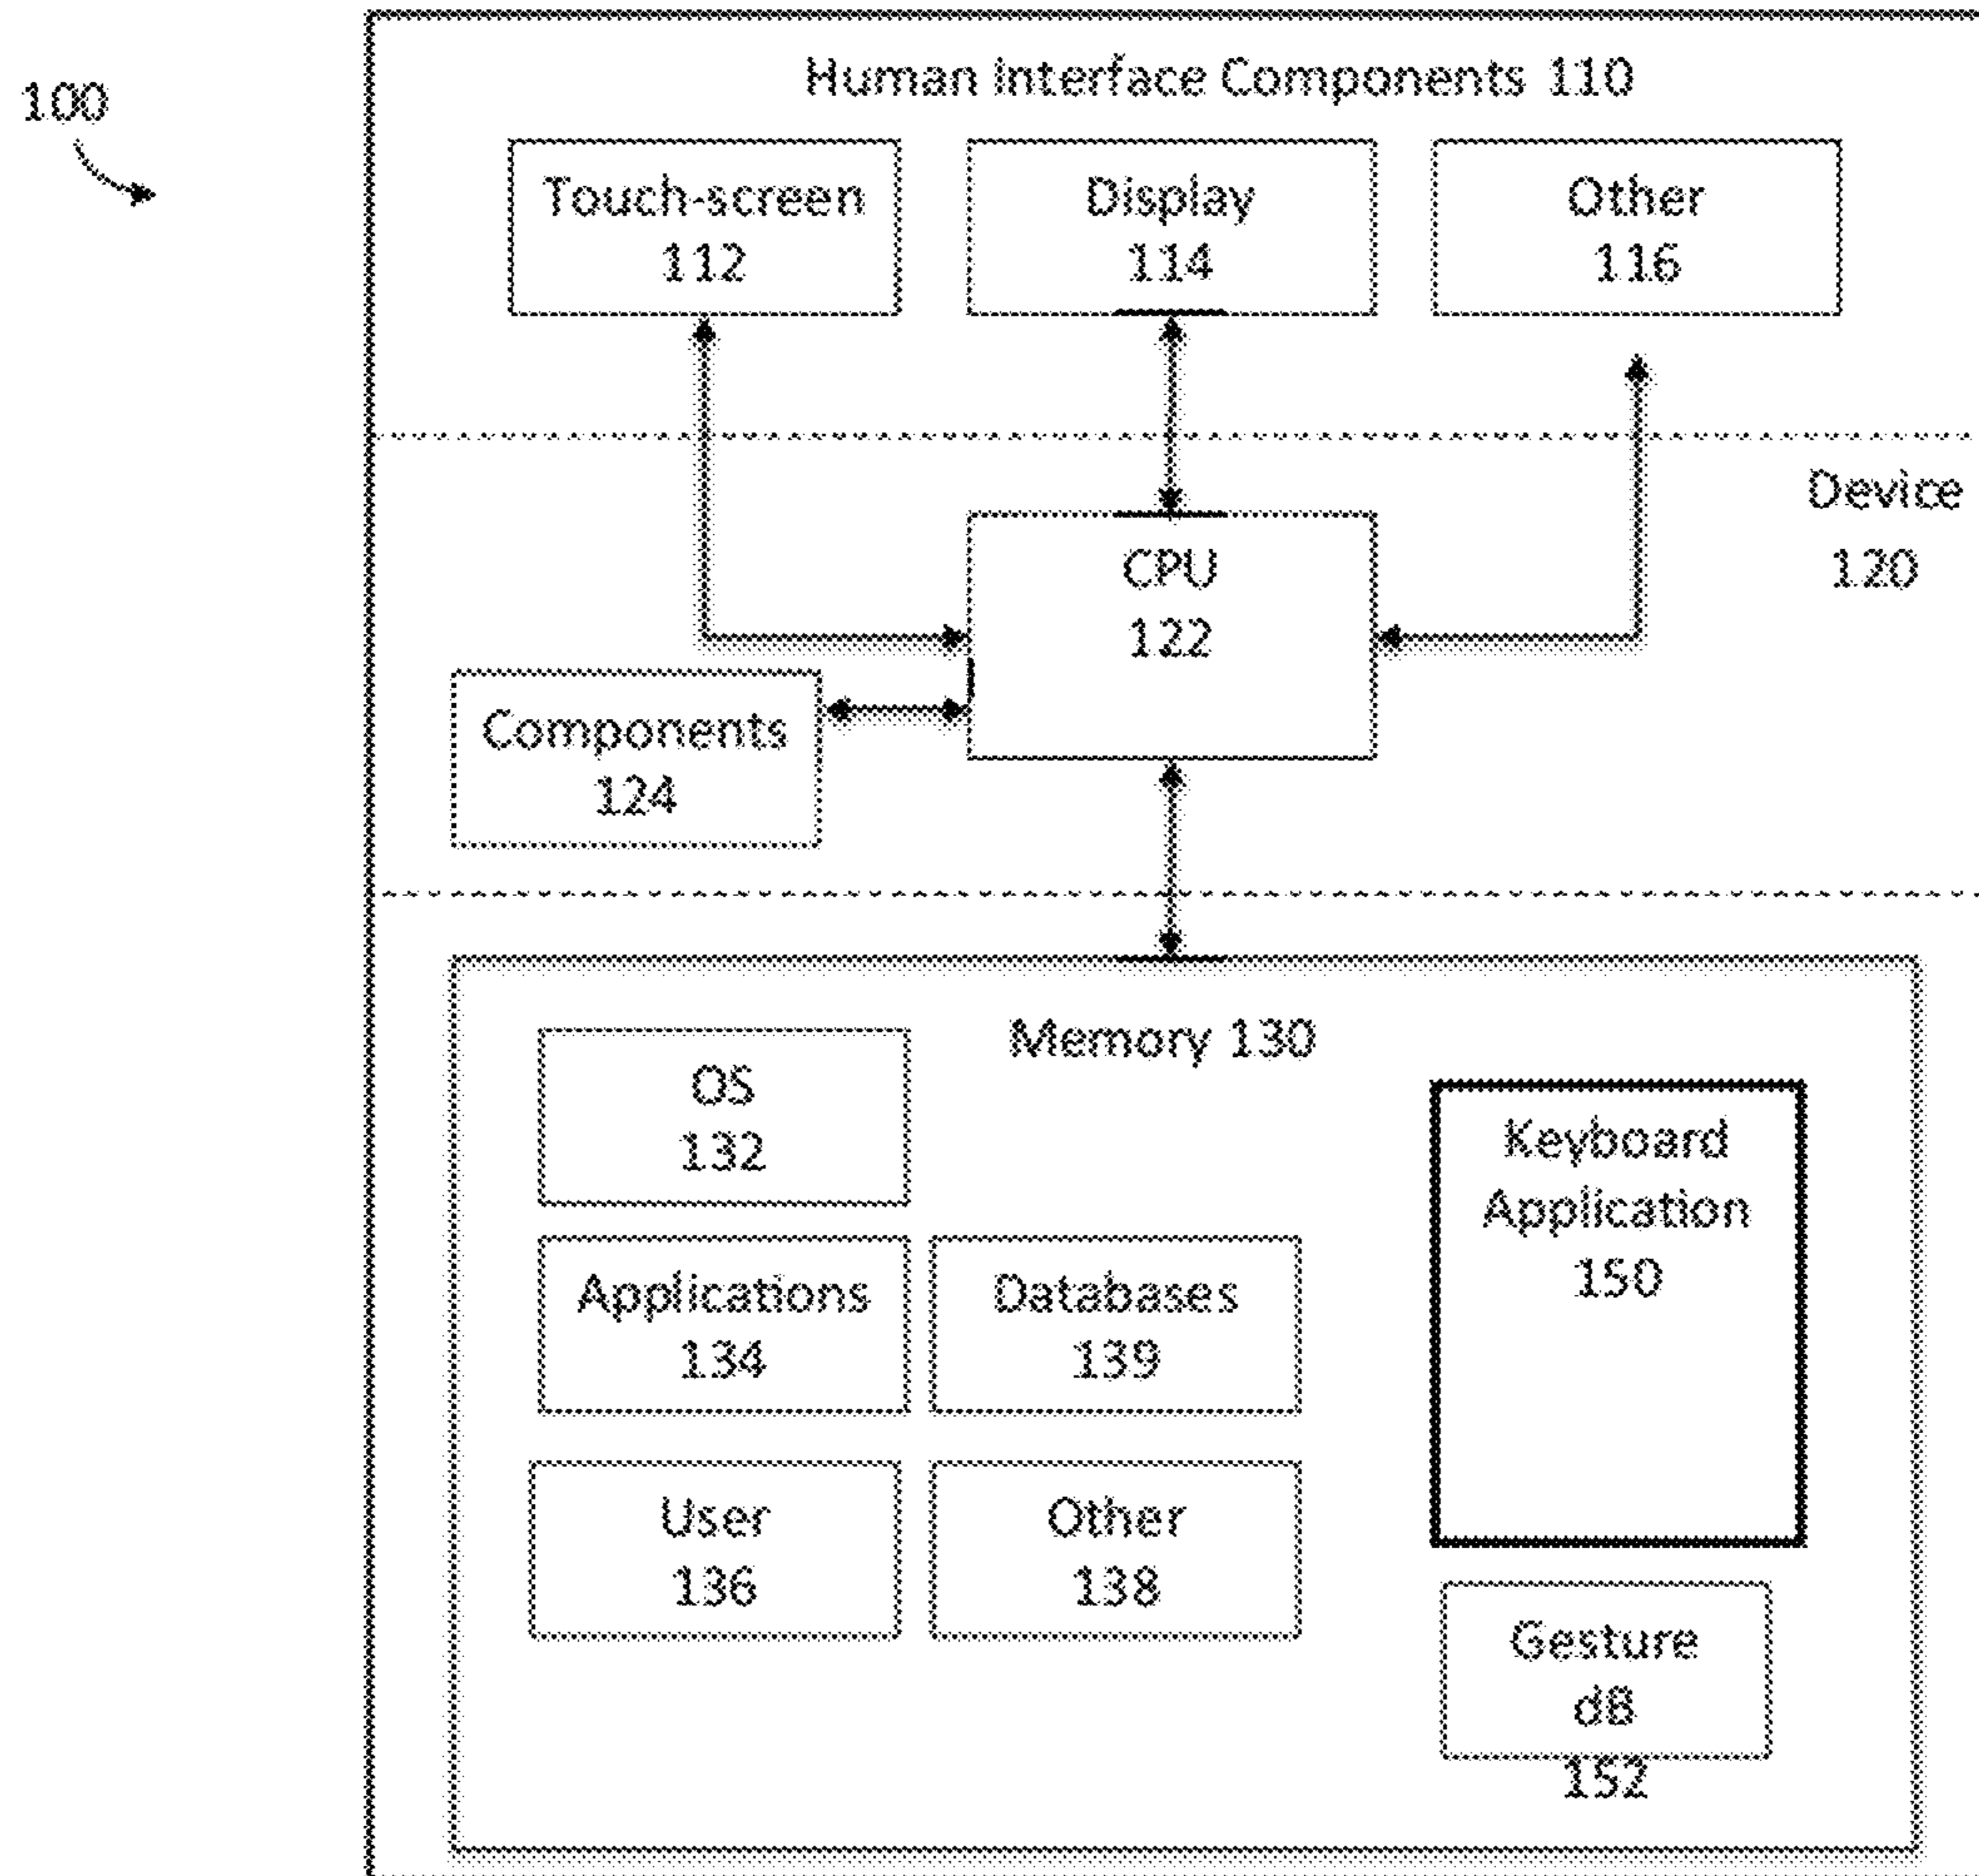 100
Human Interface Components 110
Touch-screen
112
Display
114
Other
116
Device
120
CPU
122
Components
124
Memory 130
OS
132
Keyboard
Application
150
Applications
134
Databases
139
User
136
Other
138
Gesture
dB
152